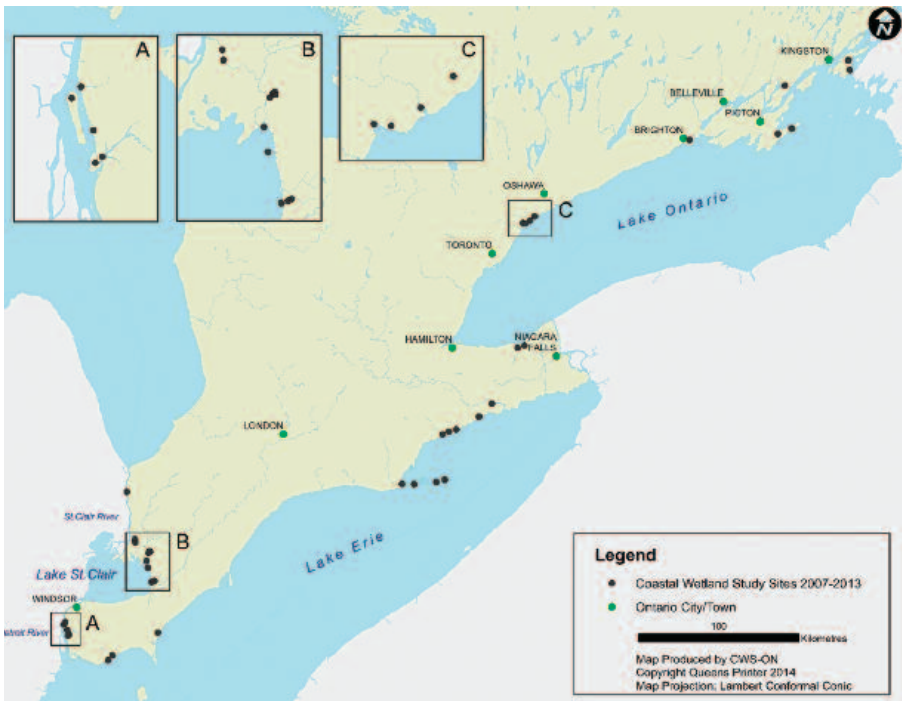 A
B
C
N
KINGSTON
BELLEVILLE
PICTON
BRIGHTON
OSHAWA
C
Lake Ontario
TORONTO
HAMILTON
NIAGARA
FALLS
LONDON
St.Clair River
B
Lake Erie
Lake St.Clair
WINDSOR
A
etroit River
Legend
Coastal Wetland Study Sites 2007-2013
Ontario City/Town
100
Kilometres
Map Produced by CWS-ON
Copyright Queens Printer 2014
Map Projection: Lambert Conformal Conic